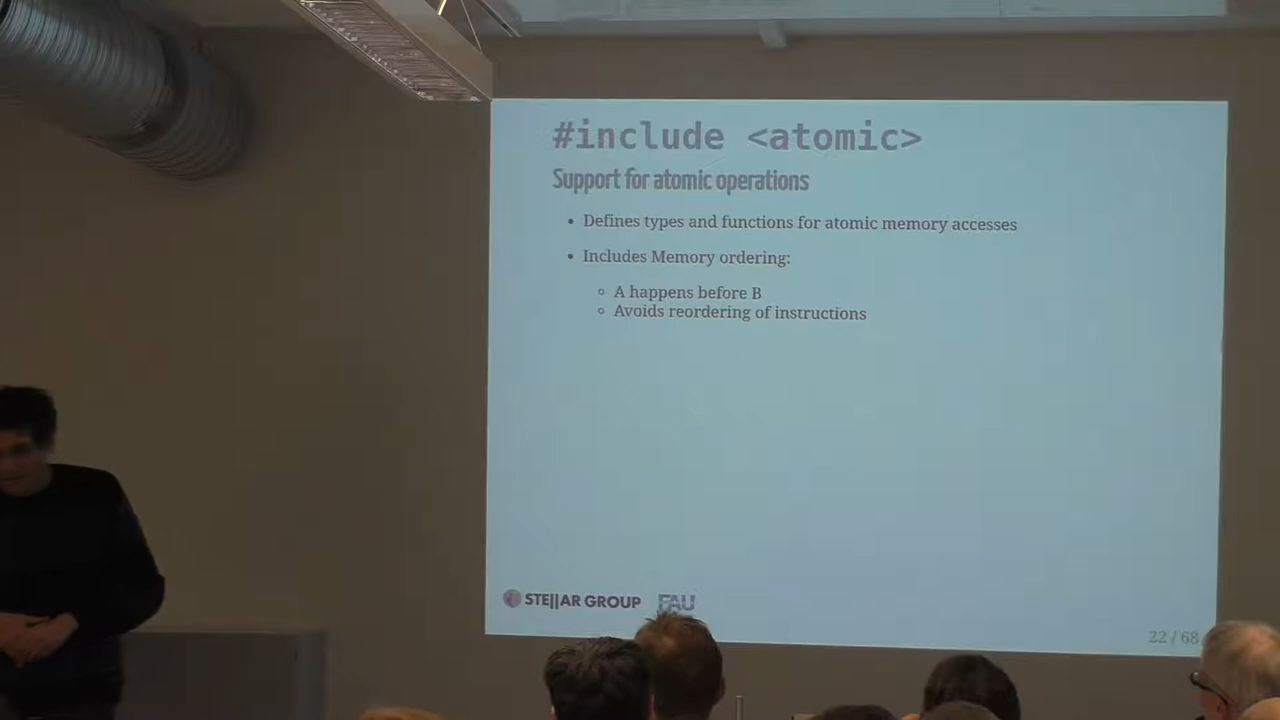 #include <atomic>
Support for atomic operations
• Defines types and functions for atomic memory accesses
• Includes Memory ordering:
◦ A happens before B
◦ Avoids reordering of instructions
STE||AR GROUP FAU
22 / 68